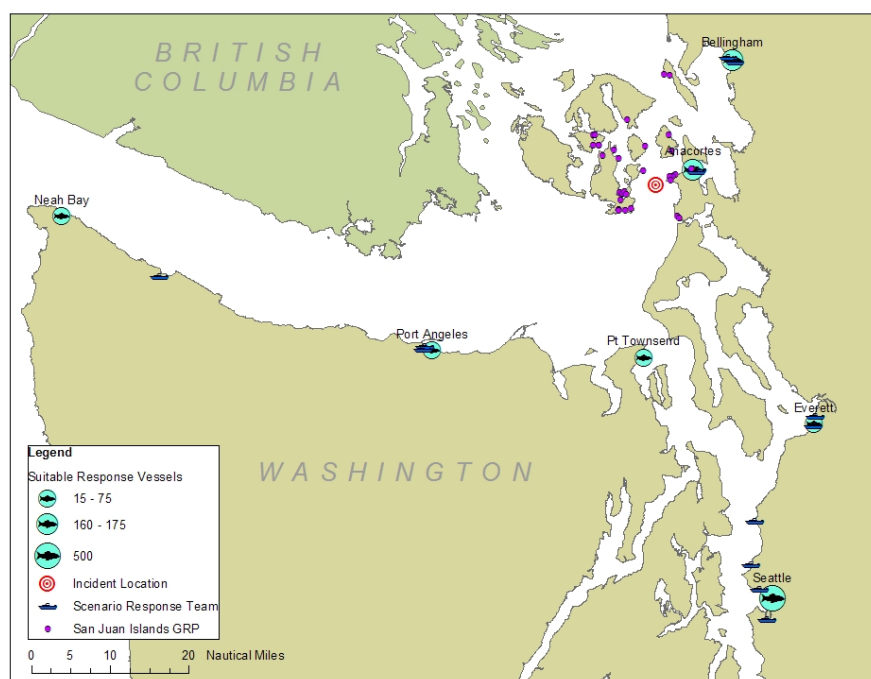 BRITISH
COLUMBIA
Bellingham
Anacortes
Neah Bay
Port Angeles
Pt Townsend
Everett
WASHINGTON
Seattle
Legend
Suitable Response Vessels
15 - 75
160 - 175
500
Incident Location
Scenario Response Team
San Juan Islands GRP
0 5 10 20 Nautical Miles